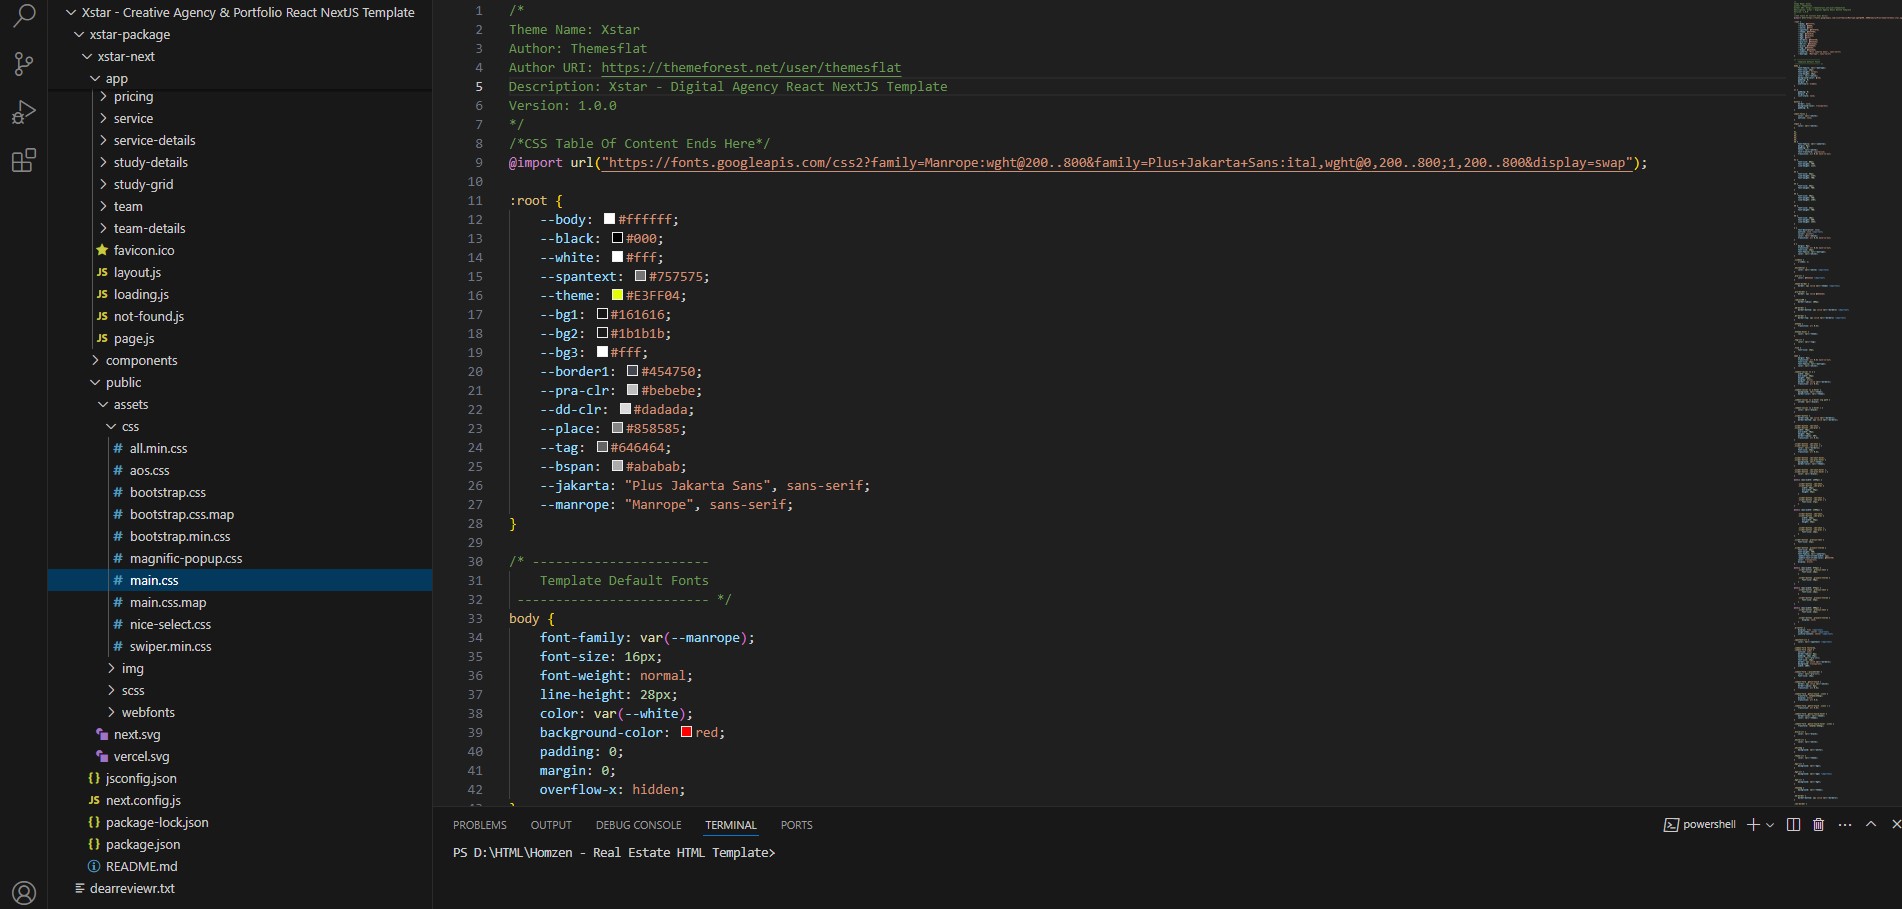 Xstar - Creative Agency & Portfolio React NextJS Template
xstar-package
xstar-next
app
pricing
service
service-details
study-details
study-grid
team
team-details
favicon.ico
JS layout.js
JS loading.js
JS not-found.js
JS page.js
components
public
assets
css
# all.min.css
# aos.css
# bootstrap.css
# bootstrap.css.map
# bootstrap.min.css
# magnific-popup.css
# main.css
# main.css.map
# nice-select.css
# swiper.min.css
img
scss
webfonts
next.svg
vercel.svg
{} jsconfig.json
JS next.config.js
{} package-lock.json
{} package.json
README.md
dearreviewr.txt
1 /*
2 Theme Name: Xstar
3 Author: Themesflat
4 Author URI: https://themeforest.net/user/themesflat
5 Description: Xstar - Digital Agency React NextJS Template
6 Version: 1.0.0
7 */
8 /*CSS Table Of Content Ends Here*/
9 @import url("https://fonts.googleapis.com/css2?family=Manrope:wght@200..800&family=Plus+Jakarta+Sans:ital,wght@0,200..800;1,200..800&display=swap");
10
11 :root {
12 --body: #ffffff;
13 --black: #000;
14 --white: #fff;
15 --spantext: #757575;
16 --theme: #E3FF04;
17 --bg1: #161616;
18 --bg2: #1b1b1b;
19 --bg3: #fff;
20 --border1: #454750;
21 --pra-clr: #bebebe;
22 --dd-clr: #dadada;
23 --place: #858585;
24 --tag: #646464;
25 --bspan: #ababab;
26 --jakarta: "Plus Jakarta Sans", sans-serif;
27 --manrope: "Manrope", sans-serif;
28 }
29
30 /* -----------------------
31 Template Default Fonts
32 ------------------------- */
33 body {
34 font-family: var(--manrope);
35 font-size: 16px;
36 font-weight: normal;
37 line-height: 28px;
38 color: var(--white);
39 background-color: red;
40 padding: 0;
41 margin: 0;
42 overflow-x: hidden;
PROBLEMS OUTPUT DEBUG CONSOLE TERMINAL PORTS
powershell
PS D:\HTML\Homzen - Real Estate HTML Template>